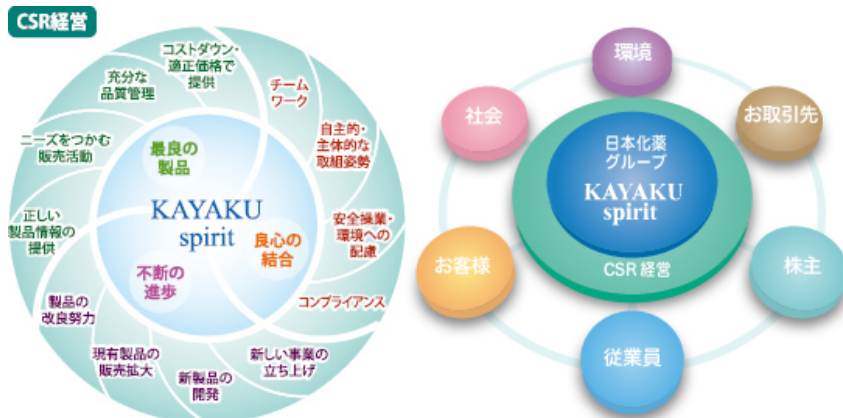 CSR経営
コストダウン・
適正価格で
提供
充分な
品質管理
ニーズをつかむ
販売活動
正しい
製品情報の
提供
最良の
製品
KAYAKU
spirit
良心の
結合
不断の
進歩
チーム
ワーク
自主的・
主体的な
取組姿勢
安全操業・
環境への
配慮
コンプライアンス
新しい事業の
立ち上げ
新製品の
開発
現有製品の
販売拡大
製品の
改良努力
環境
社会
お取引先
日本化薬
グループ
KAYAKU
spirit
CSR経営
お客様
株主
従業員